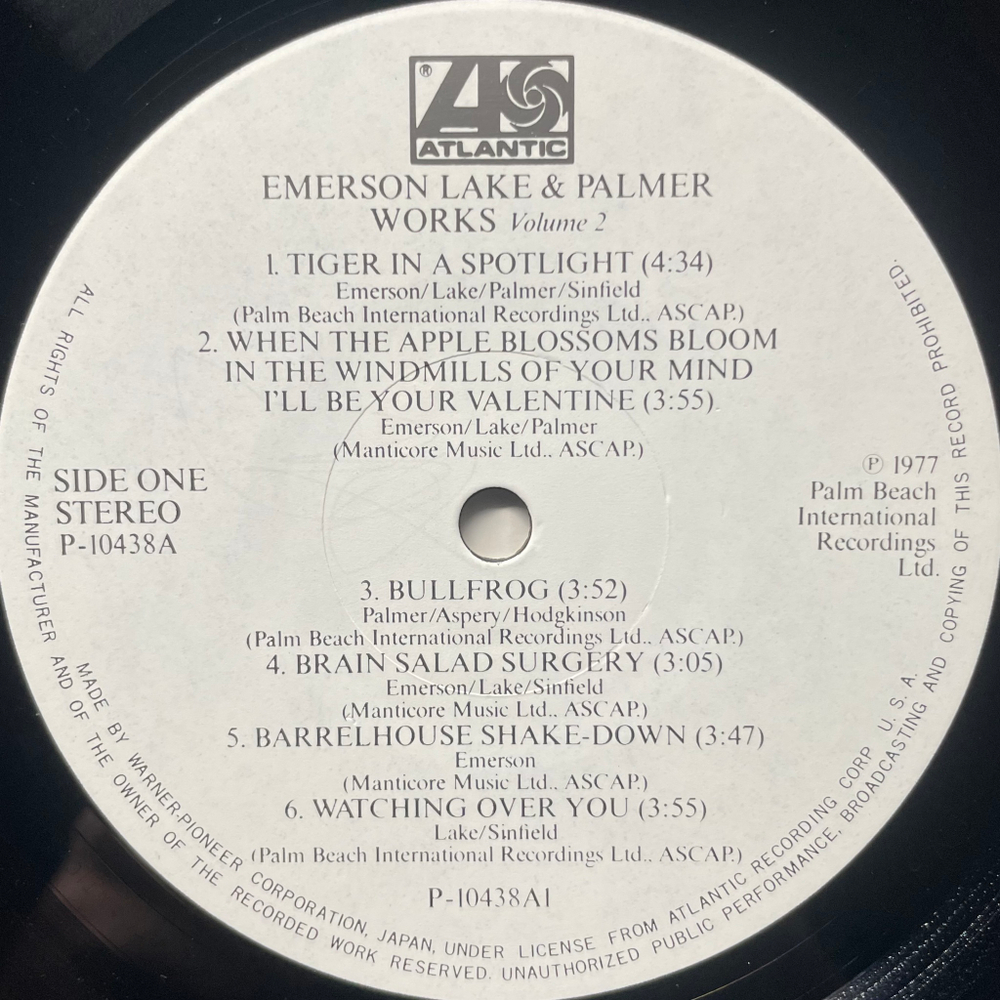 ®
ATLANTIC
EMERSON LAKE & PALMER
WORKS Volume 2
1. TIGER IN A SPOTLIGHT (4:34)
Emerson/Lake/Palmer/Sinfield
(Palm Beach International Recordings Ltd., ASCAP.)
2. WHEN THE APPLE BLOSSOMS BLOOM
IN THE WINDMILLS OF YOUR MIND
I'LL BE YOUR VALENTINE (3:55)
Emerson/Lake/Palmer
(Manticore Music Ltd., ASCAP.)
SIDE ONE
STEREO
P-10438A
Ⓟ 1977
Palm Beach
International
Recordings
Ltd.
3. BULLFROG (3:52)
Palmer/Aspery/Hodgkinson
(Palm Beach International Recordings Ltd., ASCAP.)
4. BRAIN SALAD SURGERY (3:05)
Emerson/Lake/Sinfield
(Manticore Music Ltd., ASCAP.)
5. BARRELHOUSE SHAKE-DOWN (3:47)
Emerson
(Manticore Music Ltd., ASCAP.)
6. WATCHING OVER YOU (3:55)
Lake/Sinfield
(Palm Beach International Recordings Ltd., ASCAP.)
P-10438A1
MADE BY WARNER-PIONEER CORPORATION, JAPAN, UNDER LICENSE FROM ATLANTIC RECORDING CORP U. S. A.
ALL RIGHTS OF THE MANUFACTURER AND OF THE OWNER OF THE RECORDED WORK RESERVED. UNAUTHORIZED PUBLIC PERFORMANCE, BROADCASTING AND COPYING OF THIS RECORD PROHIBITED.